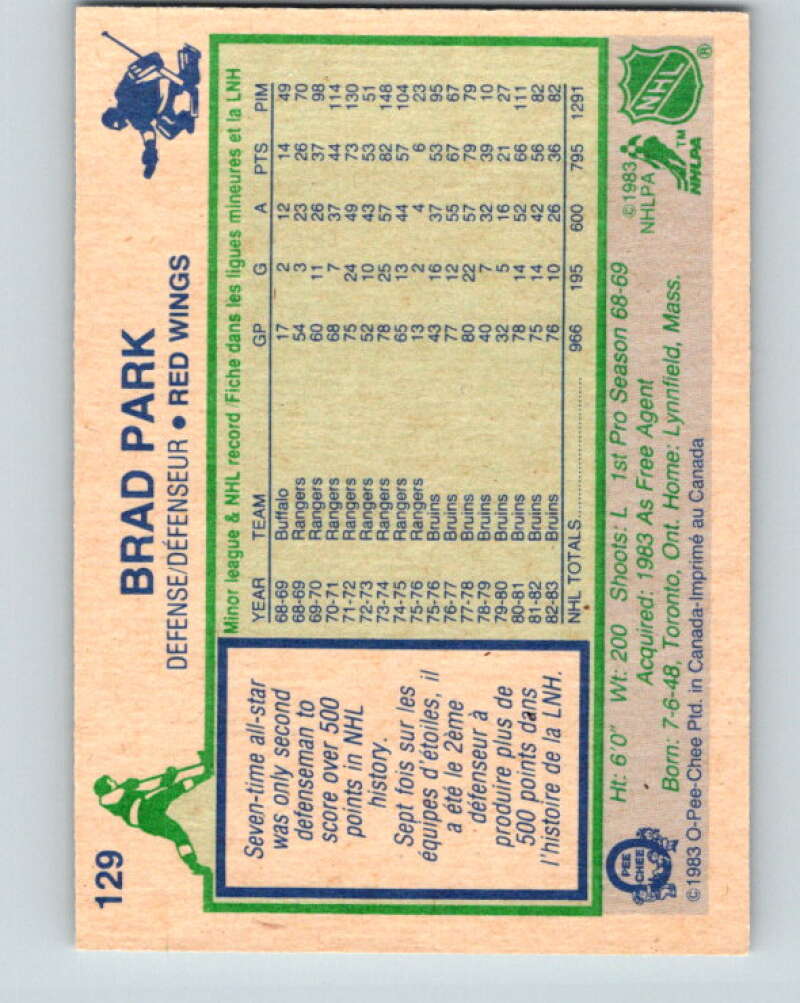 129
BRAD PARK
DEFENSE/DÉFENSEUR • RED WINGS
Seven-time all-star
was only second
defenseman to
score over 500
points in NHL
history.
Sept fois sur les
équipes d'étoiles, il
a été le 2ème
défenseur à
produire plus de
500 points dans
l'histoire de la LNH.
Minor league & NHL record/Fiche dans les ligues mineures et la LNH
YEAR TEAM GP G A PTS PIM
68-69 Buffalo 17 2 12 14 49
68-69 Rangers 54 3 23 26 70
69-70 Rangers 60 11 26 37 98
70-71 Rangers 68 7 37 44 114
71-72 Rangers 75 24 49 73 130
72-73 Rangers 52 10 43 53 51
73-74 Rangers 78 25 57 82 148
74-75 Rangers 65 13 44 57 104
75-76 Rangers 13 2 4 6 23
75-76 Bruins 43 16 37 53 95
76-77 Bruins 77 12 55 67 67
77-78 Bruins 80 22 57 79 79
78-79 Bruins 40 7 32 39 10
79-80 Bruins 32 5 16 21 27
80-81 Bruins 78 14 52 66 111
81-82 Bruins 75 14 42 56 82
82-83 Bruins 76 10 26 36 82
NHL TOTALS 966 195 600 795 1291
Ht: 6'0" Wt: 200 Shoots: L 1st Pro Season 68-69
Acquired: 1983 As Free Agent
Born: 7-6-48, Toronto, Ont. Home: Lynnfield, Mass.
© 1983 O-Pee-Chee Ptd. in Canada-Imprimé au Canada
O
PEE
CHEE
©1983
NHLPA
NHL ®
TM
NHLPA